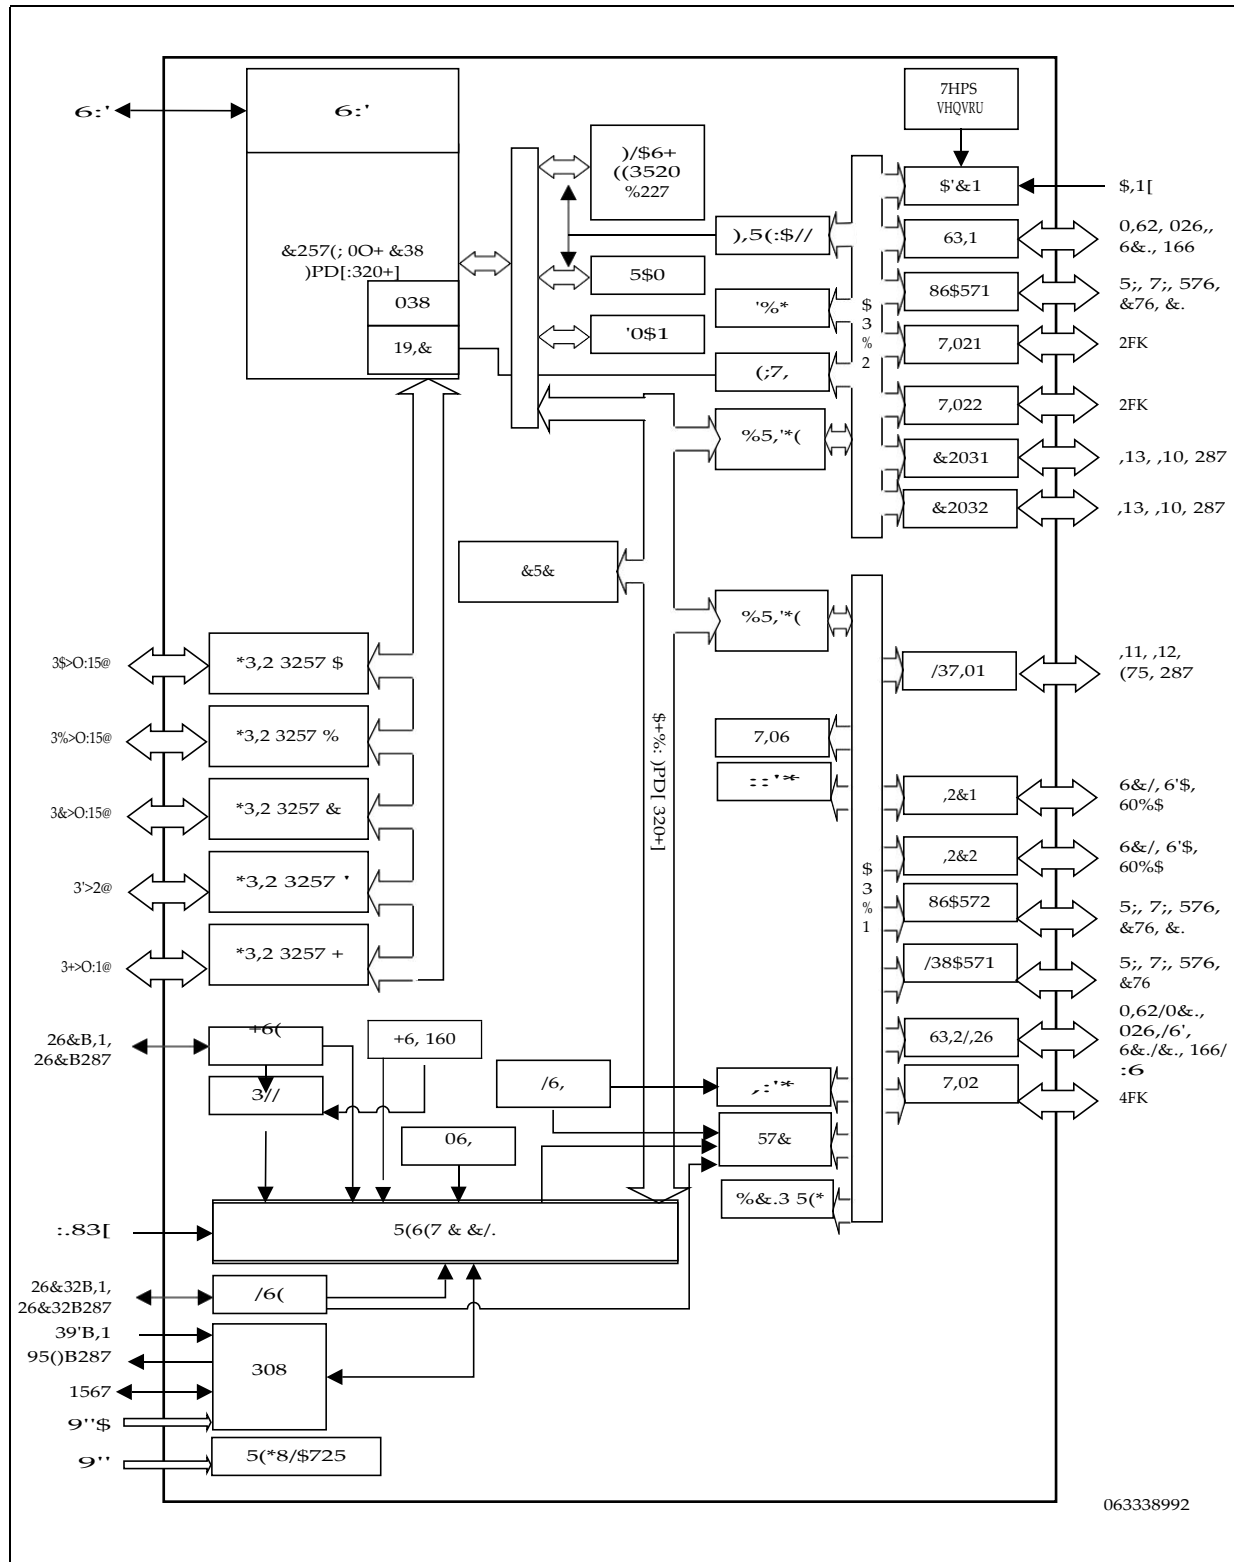 6:'
6:'
7HPS
VHQVRU
)/$6+
((3520
%227
$'&1
$,1[
&257(; 0O+ &38
)PD[:320+]
),5(:$//
63,1
0,62, 026,,
6&., 166
038
5$0
'%*
$
3
%
2
86$571
5;, 7;, 576,
&76, &.
19,&
'0$1
7,021
2FK
(;7,
7,022
2FK
%5,'*(
&2031
,13, ,10, 287
&2032
,13, ,10, 287
&5&
%5,'*(
3$>O:15@
*3,2 3257 $
/37,01
,11, ,12,
(75, 287
3%>O:15@
*3,2 3257 %
$+%: )PD[ 320+]
7,06
: : '*
3&>O:15@
*3,2 3257 &
,2&1
6&/, 6'$,
60%$
,2&2
6&/, 6'$,
60%$
3'>2@
*3,2 3257 '
$
3
%
1
86$572
5;, 7;, 576,
&76, &.
3+>O:1@
*3,2 3257 +
/38$571
5;, 7;, 576,
&76
26&B,1,
26&B287
+6(
+6, 160
63,2/,26
0,62/0&.,
026,/6',
6&./&., 166/
:6
3//
/6,
,:'*
7,02
4FK
06,
57&
%&.3 5(*
:.83[
5(6(7 & &/.
26&32B,1,
26&32B287
/6(
39'B,1
95()B287
308
1567
9''$
9''
5(*8/$725
063338992